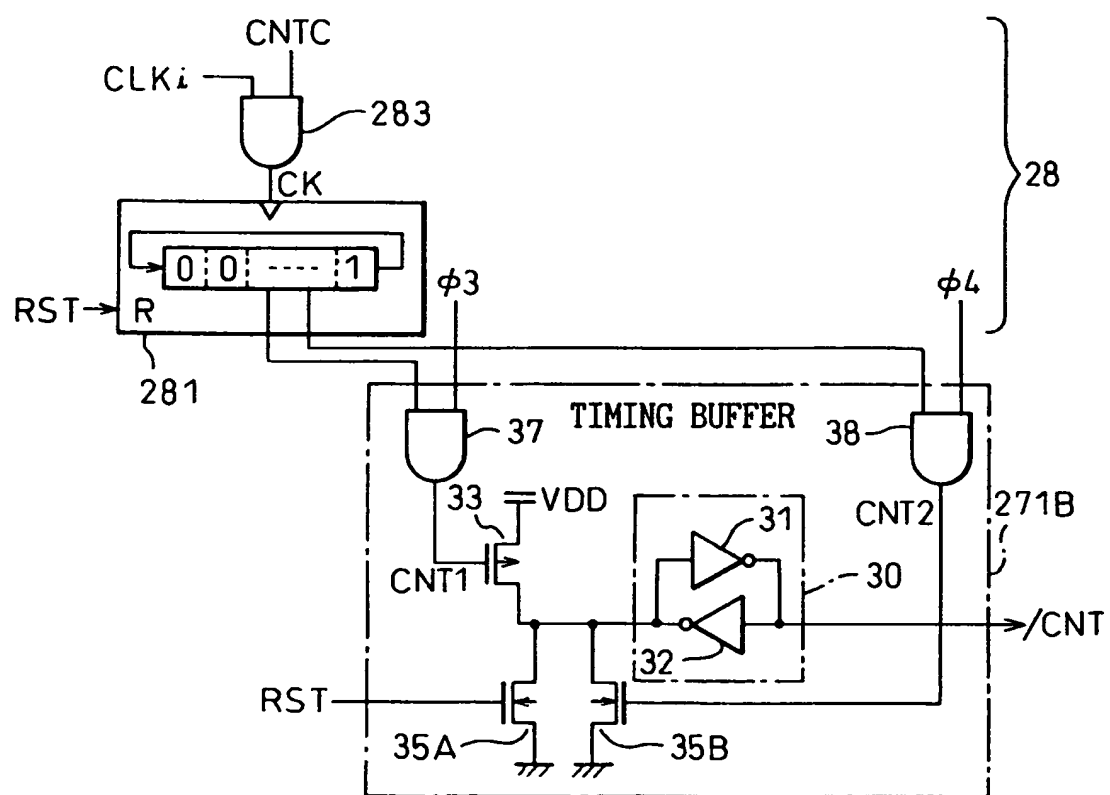 CNTC
CLKi
283
CK
28
0 0 ---- 1
RST
R
φ3
φ4
281
TIMING BUFFER
37
38
33
VDD
CNT2
271B
31
CNT1
30
/CNT
32
RST
35A
35B